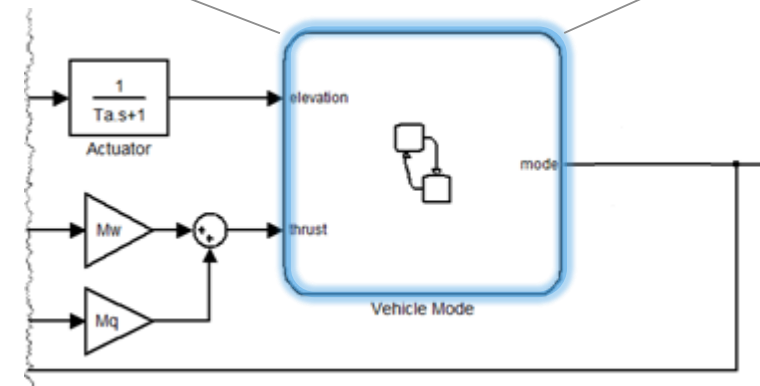 1
Ta.s+1
Actuator
elevation
mode
Mw
thrust
Mq
Vehicle Mode